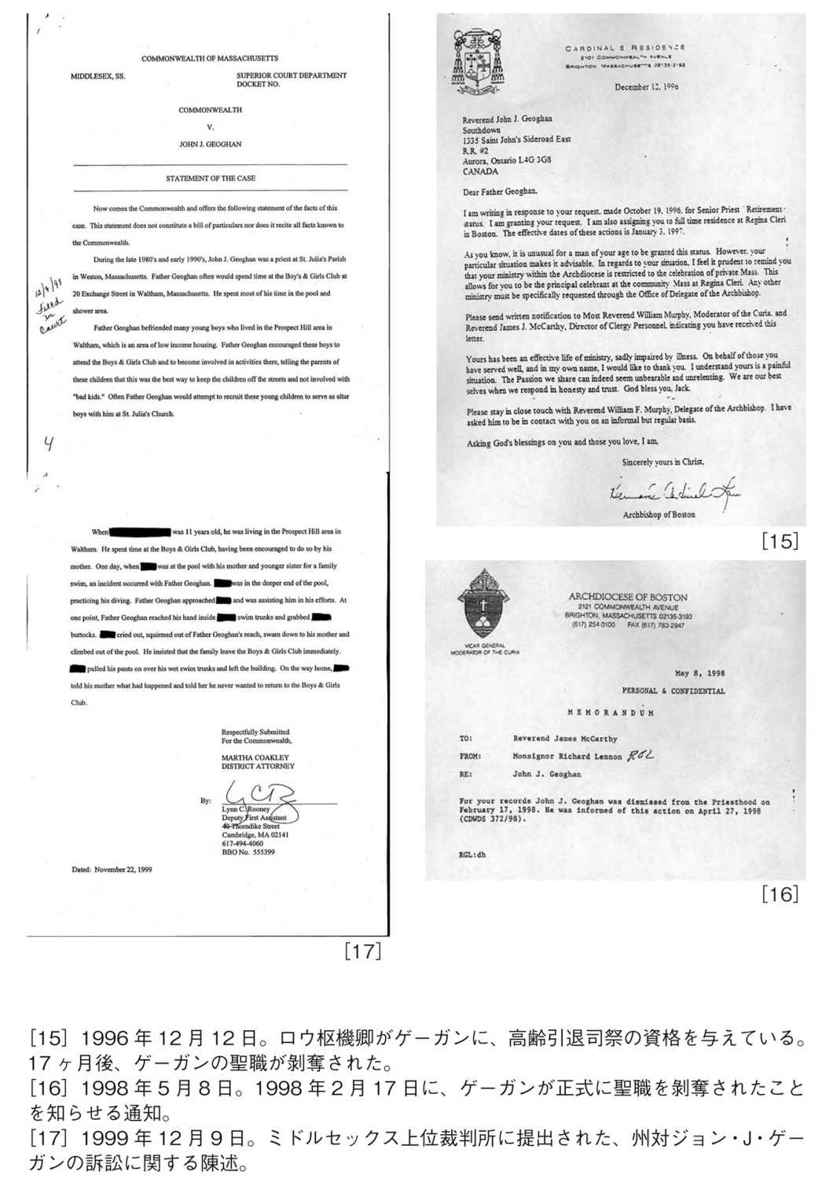 COMMONWEALTH OF MASSACHUSETTS
MIDDLESEX, SS.
SUPERIOR COURT DEPARTMENT
DOCKET NO.
COMMONWEALTH
V.
JOHN J. GEOGHAN
STATEMENT OF THE CASE
Now comes the Commonwealth and offers the following statement of the facts of this
case. This statement does not constitute a bill of particulars nor does it recite all facts known to
the Commonwealth.
During the late 1980's and early 1990's, John J. Geoghan was a priest at St. Julia's Parish
in Weston, Massachusetts. Father Geoghan often would spend time at the Boy's & Girls Club at
20 Exchange Street in Waltham, Massachusetts. He spent most of his time in the pool and
shower area.
Father Geoghan befriended many young boys who lived in the Prospect Hill area in
Waltham, which is an area of low income housing. Father Geoghan encouraged these boys to
attend the Boys & Girls Club and to become involved in activities there, telling the parents of
these children that this was the best way to keep the children off the streets and not involved with
"bad kids." Often Father Geoghan would attempt to recruit these young children to serve as altar
boys with him at St. Julia's Church.
12/9/99
Filed
in
Court
4
When was 11 years old, he was living in the Prospect Hill area in
Waltham. He spent time at the Boys & Girls Club, having been encouraged to do so by his
mother. One day, when was at the pool with his mother and younger sister for a family
swim, an incident occurred with Father Geoghan. was in the deeper end of the pool,
practicing his diving. Father Geoghan approached and was assisting him in his efforts. At
one point, Father Geoghan reached his hand inside swim trunks and grabbed
buttocks. cried out, squirmed out of Father Geoghan's reach, swam down to his mother and
climbed out of the pool. He insisted that the family leave the Boys & Girls Club immediately.
pulled his pants on over his wet swim trunks and left the building. On the way home,
told his mother what had happened and told her he never wanted to return to the Boys & Girls
Club.
Respectfully Submitted
For the Commonwealth,
MARTHA COAKLEY
DISTRICT ATTORNEY
By:
Lynn C. Rooney
Deputy First Assistant
40 Thorndike Street
Cambridge, MA 02141
617-494-4060
BBO No. 555399
Dated: November 22, 1999
[17]
CARDINAL'S RESIDENCE
2101 COMMONWEALTH AVENUE
BRIGHTON, MASSACHUSETTS 02135-3192
December 12, 1996
Reverend John J. Geoghan
Southdown
1335 Saint John's Sideroad East
R.R. #2
Aurora, Ontario L4G 3G8
CANADA
Dear Father Geoghan,
I am writing in response to your request, made October 19, 1996, for Senior Priest Retirement
status. I am granting your request. I am also assigning you to full time residence at Regina Cleri
in Boston. The effective dates of these actions is January 3, 1997.
As you know, it is unusual for a man of your age to be granted this status. However, your
particular situation makes it advisable. In regards to your situation, I feel it prudent to remind you
that your ministry within the Archdiocese is restricted to the celebration of private Mass. This
allows for you to be the principal celebrant at the community Mass at Regina Cleri. Any other
ministry must be specifically requested through the Office of Delegate of the Archbishop.
Please send written notification to Most Reverend William Murphy, Moderator of the Curia, and
Reverend James J. McCarthy, Director of Clergy Personnel, indicating you have received this
letter.
Yours has been an effective life of ministry, sadly impaired by illness. On behalf of those you
have served well, and in my own name, I would like to thank you. I understand yours is a painful
situation. The Passion we share can indeed seem unbearable and unrelenting. We are our best
selves when we respond in honesty and trust. God bless you, Jack.
Please stay in close touch with Reverend William F. Murphy, Delegate of the Archbishop. I have
asked him to be in contact with you on an informal but regular basis.
Asking God's blessings on you and those you love, I am,
Sincerely yours in Christ,
Archbishop of Boston
[15]
ARCHDIOCESE OF BOSTON
2121 COMMONWEALTH AVENUE
BRIGHTON, MASSACHUSETTS 02135-3193
(617) 254-0100 FAX (617) 783-2947
VICAR GENERAL
MODERATOR OF THE CURIA
May 8, 1998
PERSONAL & CONFIDENTIAL
MEMORANDUM
TO: Reverend James McCarthy
FROM: Monsignor Richard Lennon RGL
RE: John J. Geoghan
For your records John J. Geoghan was dismissed from the Priesthood on
February 17, 1998. He was informed of this action on April 27, 1998
(CDWDS 372/98).
RGL:dh
[16]
[15] 1996年12月12日。ロウ枢機卿がゲーガンに、高齢引退司祭の資格を与えている。
17ヶ月後、ゲーガンの聖職が剝奪された。
[16] 1998年5月8日。1998年2月17日に、ゲーガンが正式に聖職を剝奪されたこと
を知らせる通知。
[17] 1999年12月9日。ミドルセックス上位裁判所に提出された、州対ジョン・J・ゲー
ガンの訴訟に関する陳述。